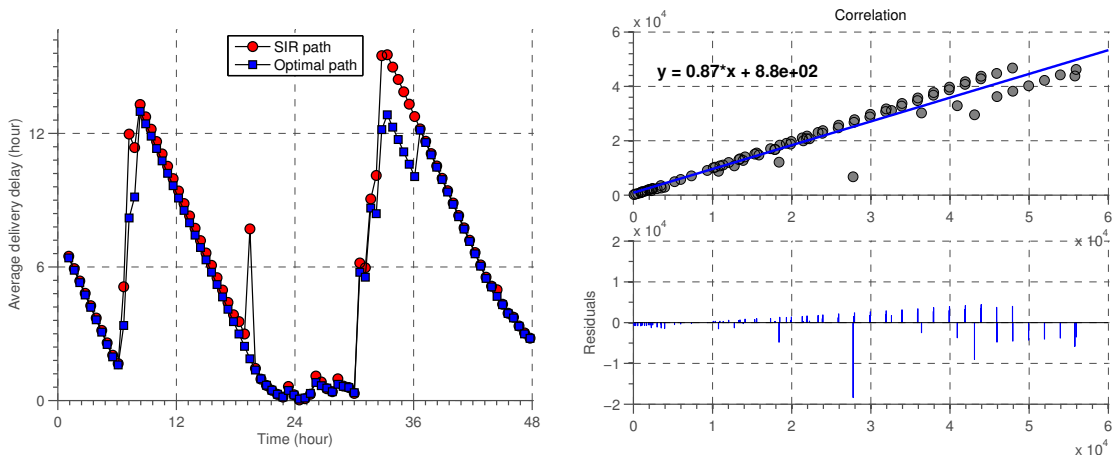 SIR path
Optimal path
Average delivery delay (hour)
12
6
0
0 12 24 36 48
Time (hour)
Correlation
x 10^4
6
4
2
0
y = 0.87*x + 8.8e+02
0 1 2 3 4 5 6
x 10^4
x 10^4
2
1
0
−1
−2
Residuals
0 1 2 3 4 5 6
x 10^4